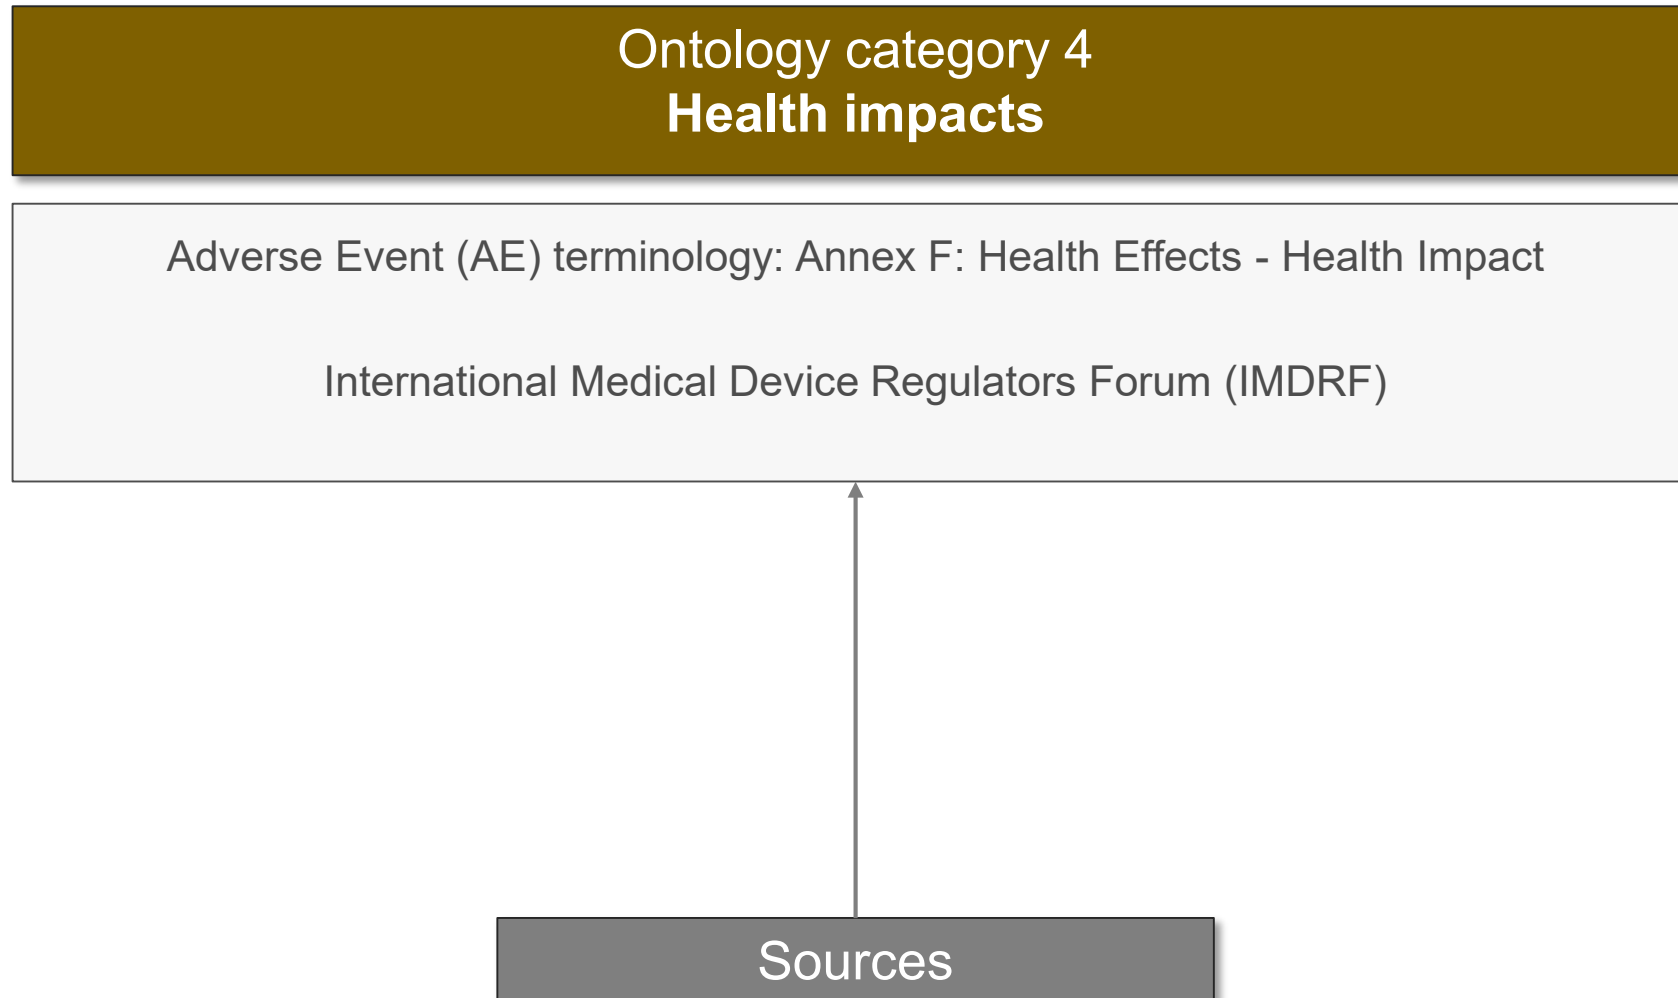 Ontology category 4
Health impacts
Adverse Event (AE) terminology: Annex F: Health Effects - Health Impact
International Medical Device Regulators Forum (IMDRF)
Sources